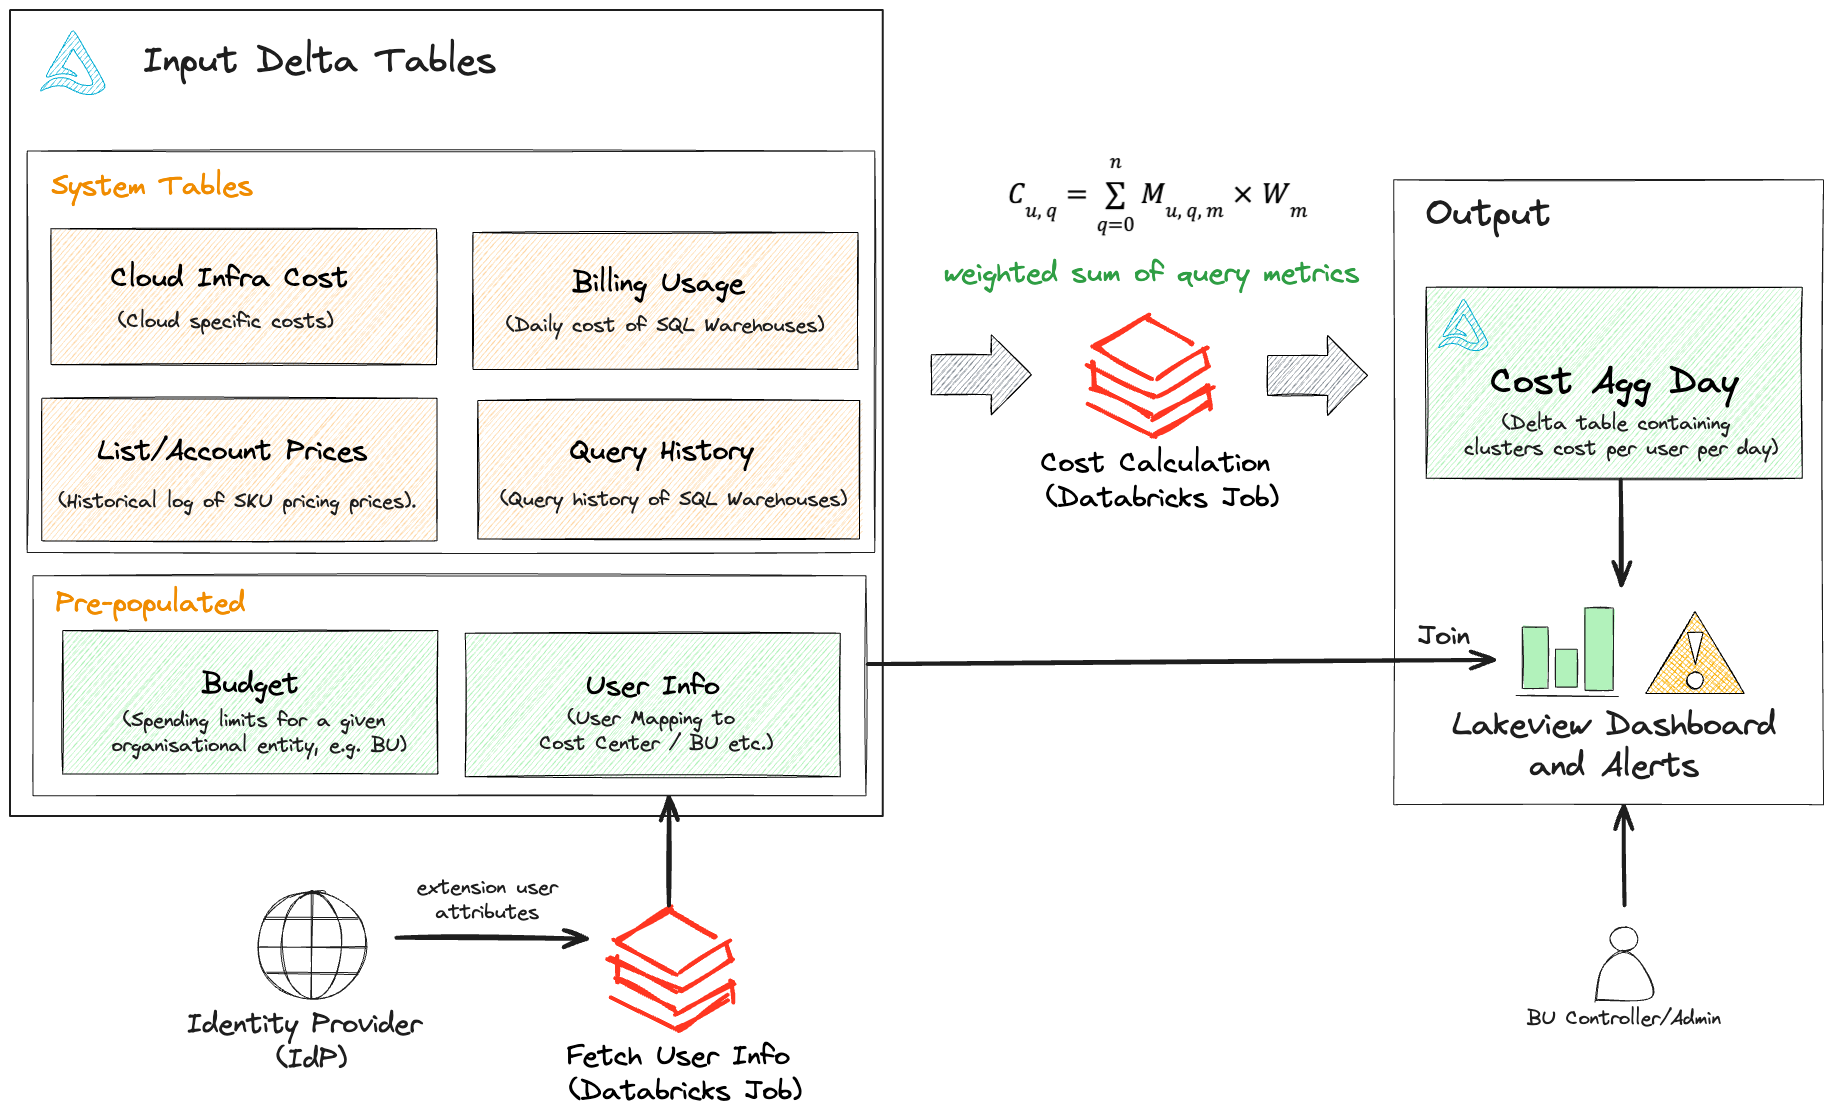 Input Delta Tables
System Tables
Cloud Infra Cost
(Cloud specific costs)
Billing Usage
(Daily cost of SQL Warehouses)
List/Account Prices
(Historical log of SKU pricing prices).
Query History
(Query history of SQL Warehouses)
Pre-populated
Budget
(Spending limits for a given
organisational entity, e.g. BU)
User Info
(User Mapping to
Cost Center / BU etc.)
Identity Provider
(IdP)
extension user
attributes
Fetch User Info
(Databricks Job)
C_{u, q} = \sum_{q=0}^{n} M_{u, q, m} × W_m
weighted sum of query metrics
Cost Calculation
(Databricks Job)
Output
Cost Agg Day
(Delta table containing
clusters cost per user per day)
Join
Lakeview Dashboard
and Alerts
BU Controller/Admin